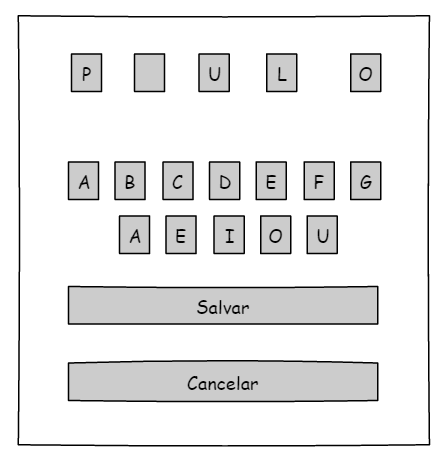 P U L O
A B C D E F G
A E I O U
Salvar
Cancelar